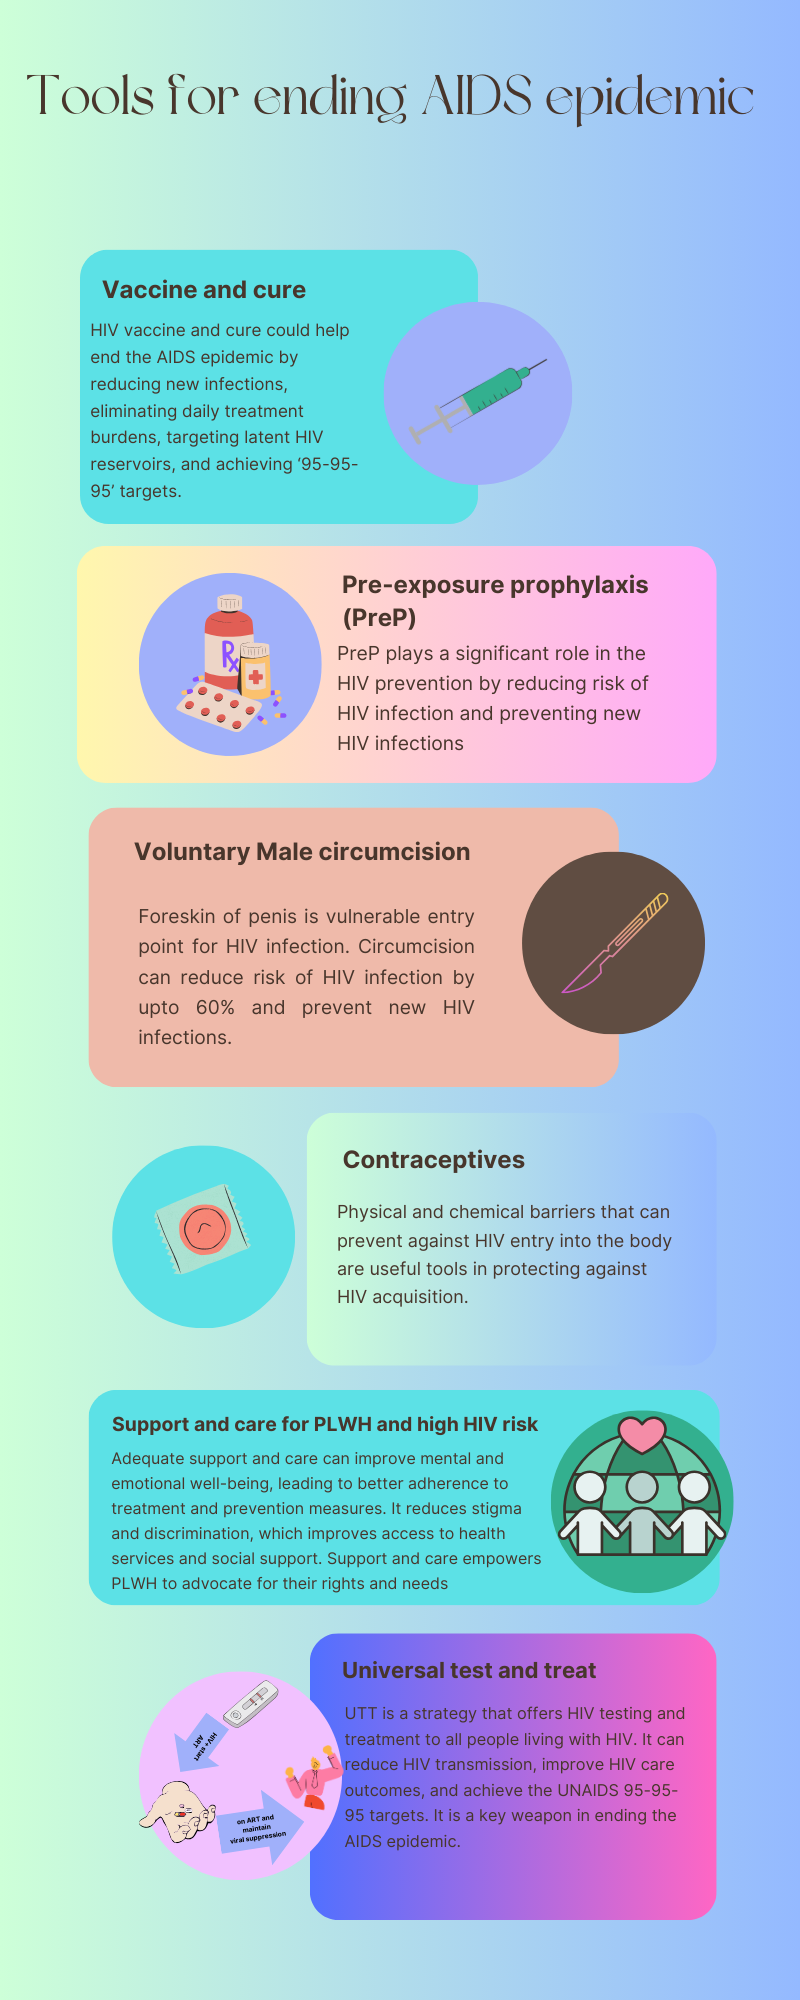 Tools for ending AIDS epidemic
Vaccine and cure
HIV vaccine and cure could help
end the AIDS epidemic by
reducing new infections,
eliminating daily treatment
burdens, targeting latent HIV
reservoirs, and achieving ‘95-95-
95’ targets.
Pre-exposure prophylaxis
(PreP)
PreP plays a significant role in the
HIV prevention by reducing risk of
HIV infection and preventing new
HIV infections
Rx
Voluntary Male circumcision
Foreskin of penis is vulnerable entry
point for HIV infection. Circumcision
can reduce risk of HIV infection by
upto 60% and prevent new HIV
infections.
Contraceptives
Physical and chemical barriers that can
prevent against HIV entry into the body
are useful tools in protecting against
HIV acquisition.
Support and care for PLWH and high HIV risk
Adequate support and care can improve mental and
emotional well-being, leading to better adherence to
treatment and prevention measures. It reduces stigma
and discrimination, which improves access to health
services and social support. Support and care empowers
PLWH to advocate for their rights and needs
Universal test and treat
UTT is a strategy that offers HIV testing and
treatment to all people living with HIV. It can
reduce HIV transmission, improve HIV care
outcomes, and achieve the UNAIDS 95-95-
95 targets. It is a key weapon in ending the
AIDS epidemic.
HIV+ start
ART
on ART and
maintain
viral suppression